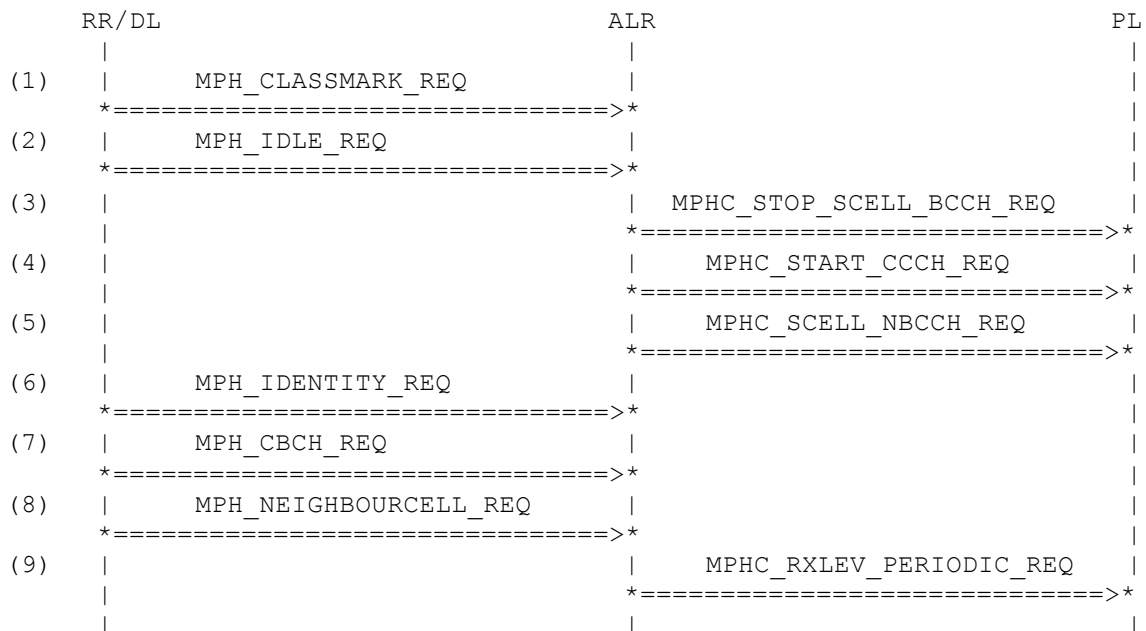 RR/DL ALR PL
(1) MPH_CLASSMARK_REQ
(2) MPH_IDLE_REQ
(3) MPHC_STOP_SCELL_BCCH_REQ
(4) MPHC_START_CCCH_REQ
(5) MPHC_SCELL_NBCCH_REQ
(6) MPH_IDENTITY_REQ
(7) MPH_CBCH_REQ
(8) MPH_NEIGHBOURCELL_REQ
(9) MPHC_RXLEV_PERIODIC_REQ